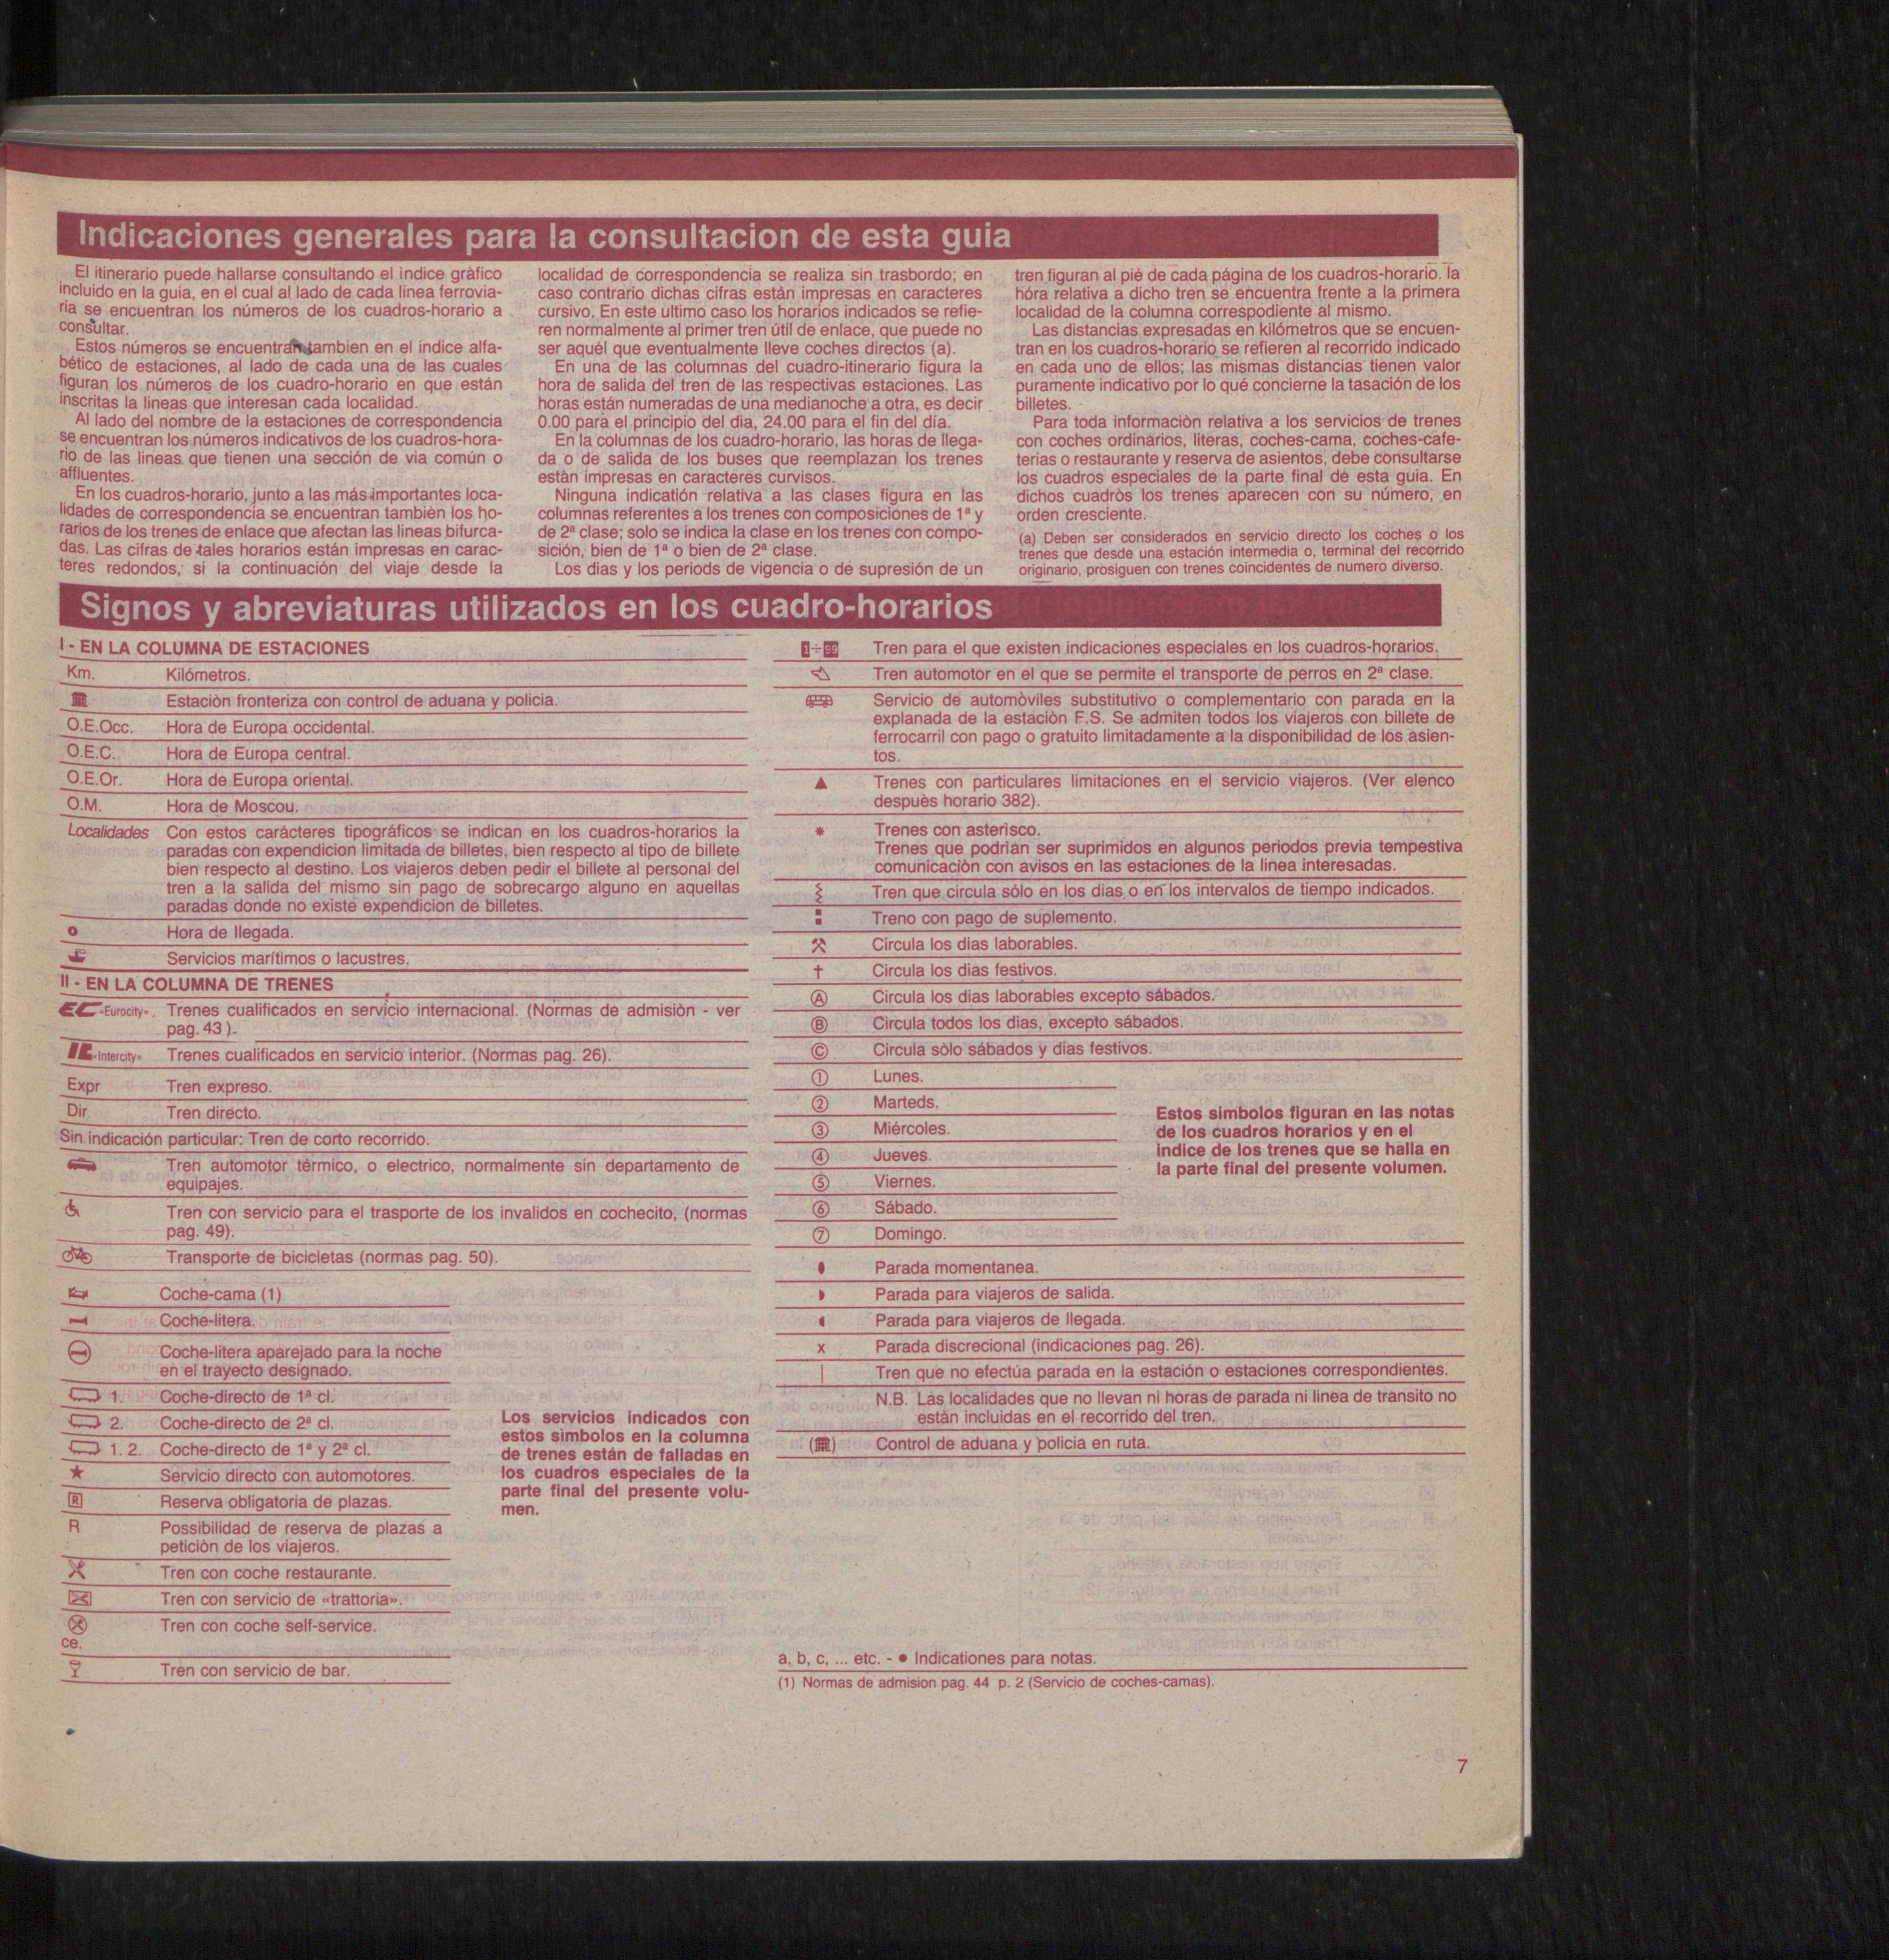 Indicaciones generales para la consultacion de esta guia
El itinerario puede hallarse consultando el indice gràfico
incluido en la guia, en el cual al lado de cada linea ferrovia-
ria se encuentran los números de los cuadros-horario a
consultar.
Estos números se encuentran tambien en el índice alfa-
bético de estaciones, al lado de cada una de las cuales
figuran los números de los cuadro-horario en que están
inscritas la lineas que interesan cada localidad.
Al lado del nombre de la estaciones de correspondencia
se encuentran los números indicativos de los cuadros-hora-
rio de las lineas que tienen una sección de via común o
affluentes.
En los cuadros-horario, junto a las más importantes loca-
lidades de correspondencia se encuentran tambièn los ho-
rarios de los trenes de enlace que afectan las lineas bifurca-
das. Las cifras de tales horarios están impresas en carac-
teres redondos, si la continuación del viaje desde la
localidad de correspondencia se realiza sin trasbordo; en
caso contrario dichas cifras están impresas en caracteres
cursivo. En este ultimo caso los horarios indicados se refie-
ren normalmente al primer tren útil de enlace, que puede no
ser aquél que eventualmente lleve coches directos (a).
En una de las columnas del cuadro-itinerario figura la
hora de salida del tren de las respectivas estaciones. Las
horas están numeradas de una medianoche a otra, es decir
0.00 para el principio del dia, 24.00 para el fin del día.
En la columnas de los cuadro-horario, las horas de llega-
da o de salida de los buses que reemplazan los trenes
estàn impresas en caracteres curvisos.
Ninguna indicatión relativa a las clases figura en las
columnas referentes a los trenes con composiciónes de 1ª y
de 2ª clase; solo se indica la clase en los trenes con compo-
sición, bien de 1ª o bien de 2ª clase.
Los dias y los periods de vigencia o de supresión de un
tren figuran al pié de cada página de los cuadros-horario. la
hóra relativa a dicho tren se encuentra frente a la primera
localidad de la columna correspodiente al mismo.
Las distancias expresadas en kilómetros que se encuen-
tran en los cuadros-horario se refieren al recorrido indicado
en cada uno de ellos; las mismas distancias tienen valor
puramente indicativo por lo qué concierne la tasación de los
billetes.
Para toda informaciòn relativa a los servicios de trenes
con coches ordinarios, literas, coches-cama, coches-cafe-
terias o restaurante y reserva de asientos, debe consultarse
los cuadros especiales de la parte final de esta guia. En
dichos cuadròs los trenes aparecen con su número, en
orden cresciente.
(a) Deben ser considerados en servicio directo los coches o los
trenes que desde una estación intermedia o, terminal del recorrido
originario, prosiguen con trenes coincidentes de numero diverso.
Signos y abreviaturas utilizados en los cuadro-horarios
I - EN LA COLUMNA DE ESTACIONES
Km. Kilómetros.
Estaciòn fronteriza con control de aduana y policia.
O.E.Occ. Hora de Europa occidental.
O.E.C. Hora de Europa central.
O.E.Or. Hora de Europa oriental.
O.M. Hora de Moscou.
Localidades Con estos carácteres tipográficos se indican en los cuadros-horarios la
paradas con expendicion limitada de billetes, bien respecto al tipo de billete
bien respecto al destino. Los viajeros deben pedir el billete al personal del
tren a la salida del mismo sin pago de sobrecargo alguno en aquellas
paradas donde no existe expendicion de billetes.
o Hora de llegada.
Servicios marítimos o lacustres.
II - EN LA COLUMNA DE TRENES
EC «Eurocity» Trenes cualificados en servicio internacional. (Normas de admisiòn - ver
pag. 43 ).
IC «Intercity» Trenes cualificados en servicio interior. (Normas pag. 26).
Expr Tren expreso.
Dir Tren directo.
Sin indicación particular: Tren de corto recorrido.
Tren automotor térmico, o electrico, normalmente sin departamento de
equipajes.
Tren con servicio para el trasporte de los invalidos en cochecito, (normas
pag. 49).
Transporte de bicicletas (normas pag. 50).
Coche-cama (1)
Coche-litera.
Coche-litera aparejado para la noche
en el trayecto designado.
1. Coche-directo de 1ª cl.
2. Coche-directo de 2ª cl.
1. 2. Coche-directo de 1ª y 2ª cl.
★ Servicio directo con automotores.
R Reserva obligatoria de plazas.
R Possibilidad de reserva de plazas a
peticiòn de los viajeros.
Tren con coche restaurante.
Tren con servicio de «trattoria».
Tren con coche self-service.
ce.
Tren con servicio de bar.
Los servicios indicados con
estos simbolos en la columna
de trenes están de falladas en
los cuadros especiales de la
parte final del presente volu-
men.
1÷99 Tren para el que existen indicaciones especiales en los cuadros-horarios.
Tren automotor en el que se permite el transporte de perros en 2ª clase.
Servicio de automòviles substitutivo o complementario con parada en la
explanada de la estaciòn F.S. Se admiten todos los viajeros con billete de
ferrocarril con pago o gratuito limitadamente a la disponibilidad de los asien-
tos.
▲ Trenes con particulares limitaciones en el servicio viajeros. (Ver elenco
despuès horario 382).
* Trenes con asterisco.
Trenes que podrian ser suprimidos en algunos periodos previa tempestiva
comunicaciòn con avisos en las estaciones de la linea interesadas.
Tren que circula sólo en los dias o en los intervalos de tiempo indicados.
Treno con pago de suplemento.
⚒ Circula los dias laborables.
† Circula los dias festivos.
Ⓐ Circula los dias laborables excepto sábados.
Ⓑ Circula todos los dias, excepto sábados.
Ⓒ Circula sòlo sábados y dias festivos.
① Lunes.
② Marteds.
③ Miércoles.
④ Jueves.
⑤ Viernes.
⑥ Sábado.
⑦ Domingo.
Estos simbolos figuran en las notas
de los cuadros horarios y en el
indice de los trenes que se halla en
la parte final del presente volumen.
Parada momentanea.
Parada para viajeros de salida.
Parada para viajeros de llegada.
x Parada discrecional (indicaciones pag. 26).
| Tren que no efectúa parada en la estación o estaciones correspondientes.
N.B. Las localidades que no llevan ni horas de parada ni linea de transito no
estàn incluidas en el recorrido del tren.
Control de aduana y policia en ruta.
a, b, c, ... etc. - ● Indicationes para notas.
(1) Normas de admision pag. 44 p. 2 (Servicio de coches-camas).
7